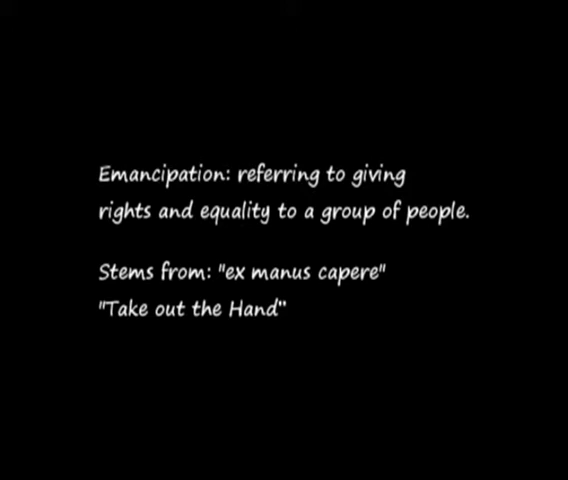 Emancipation: referring to giving
rights and equality to a group of people.
Stems from: "ex manus capere"
"Take out the Hand"